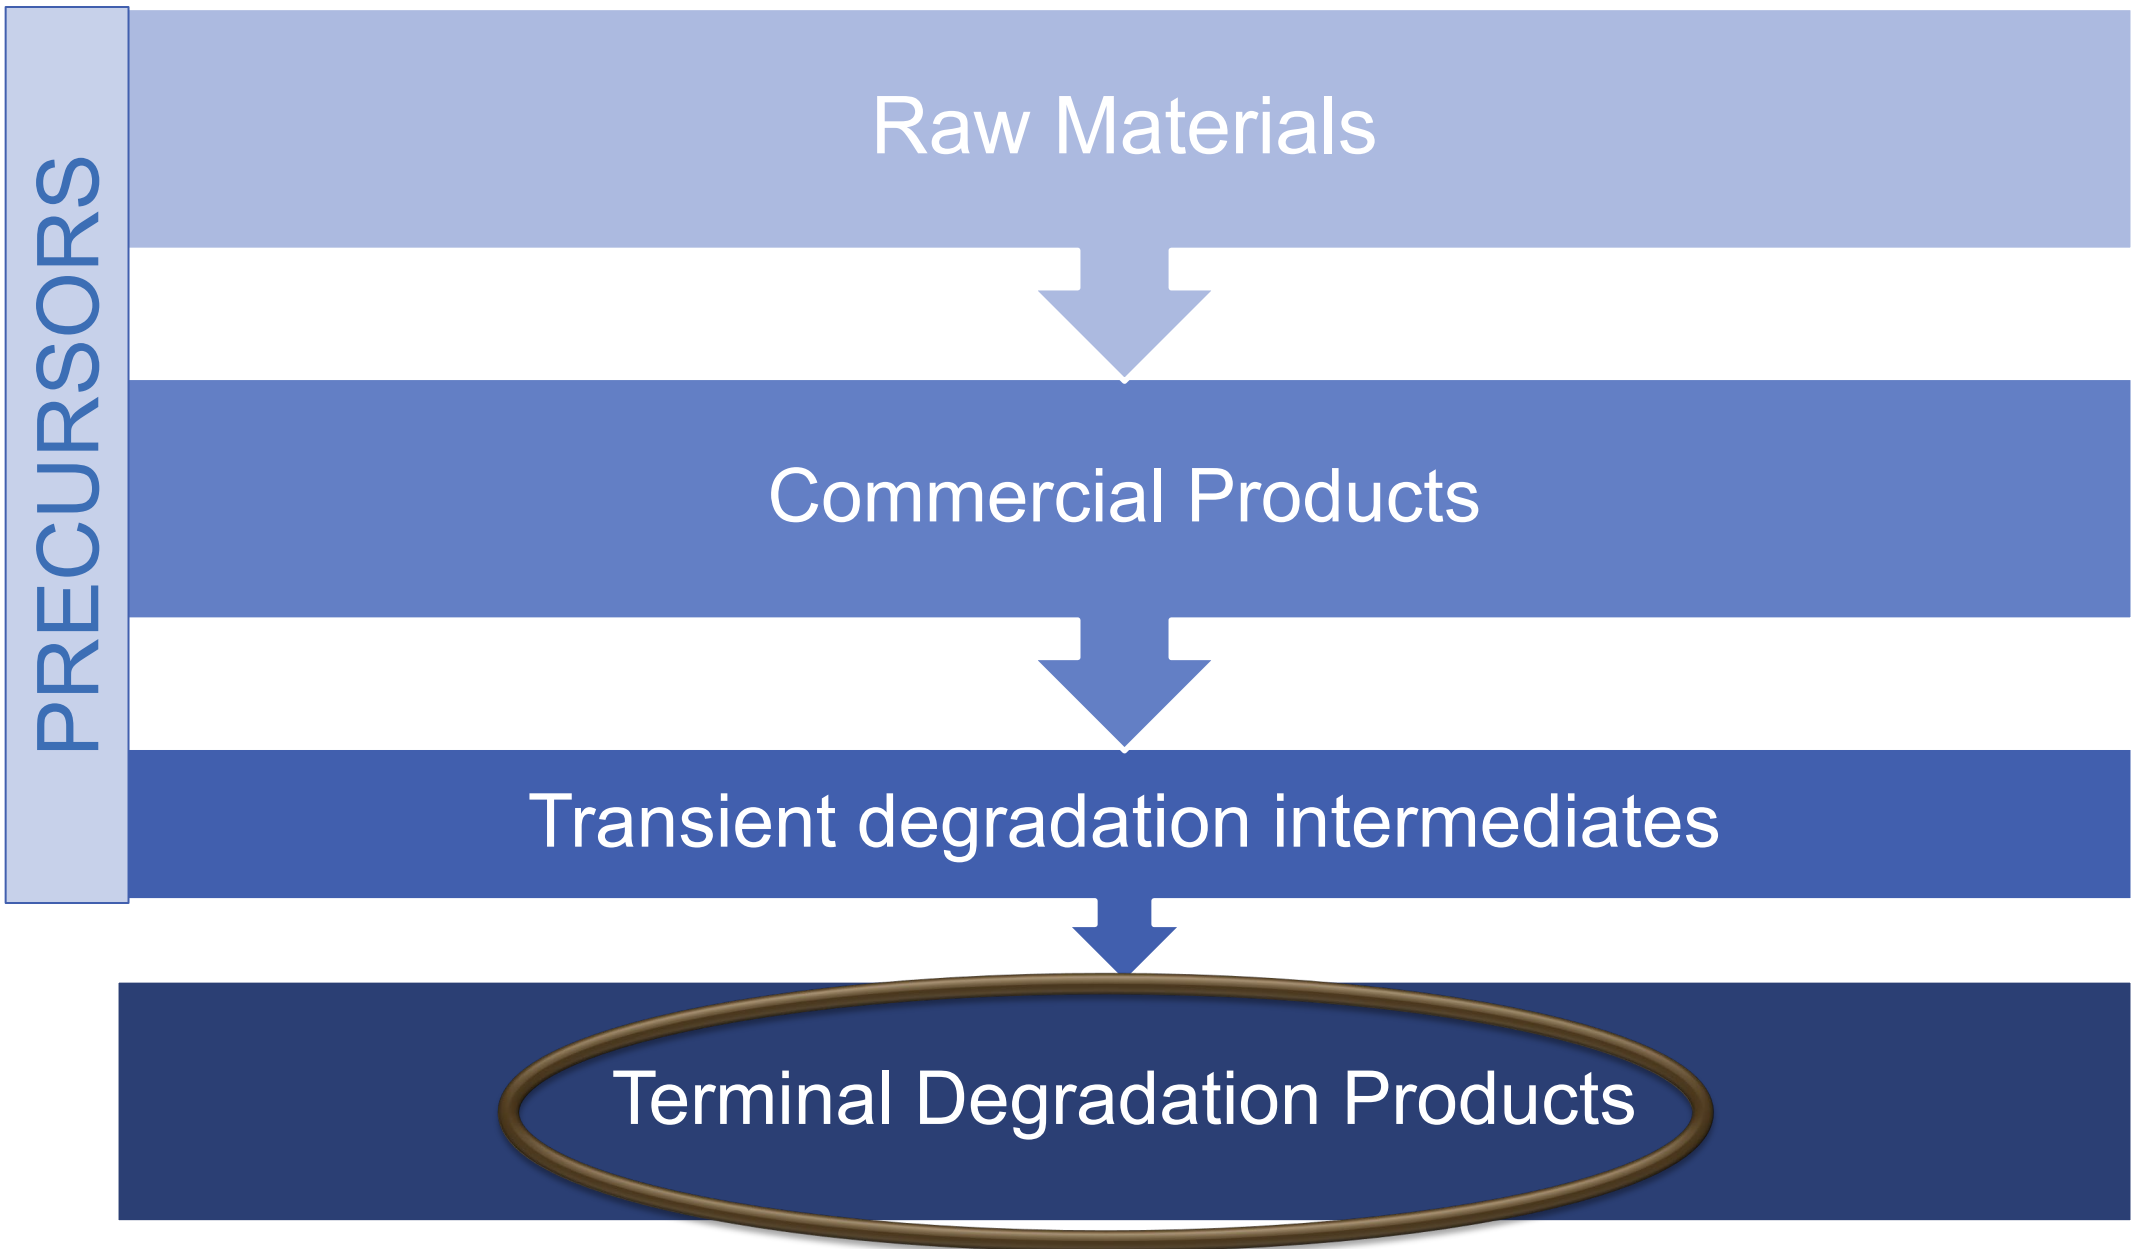 PRECURSORS
Raw Materials
Commercial Products
Transient degradation intermediates
Terminal Degradation Products